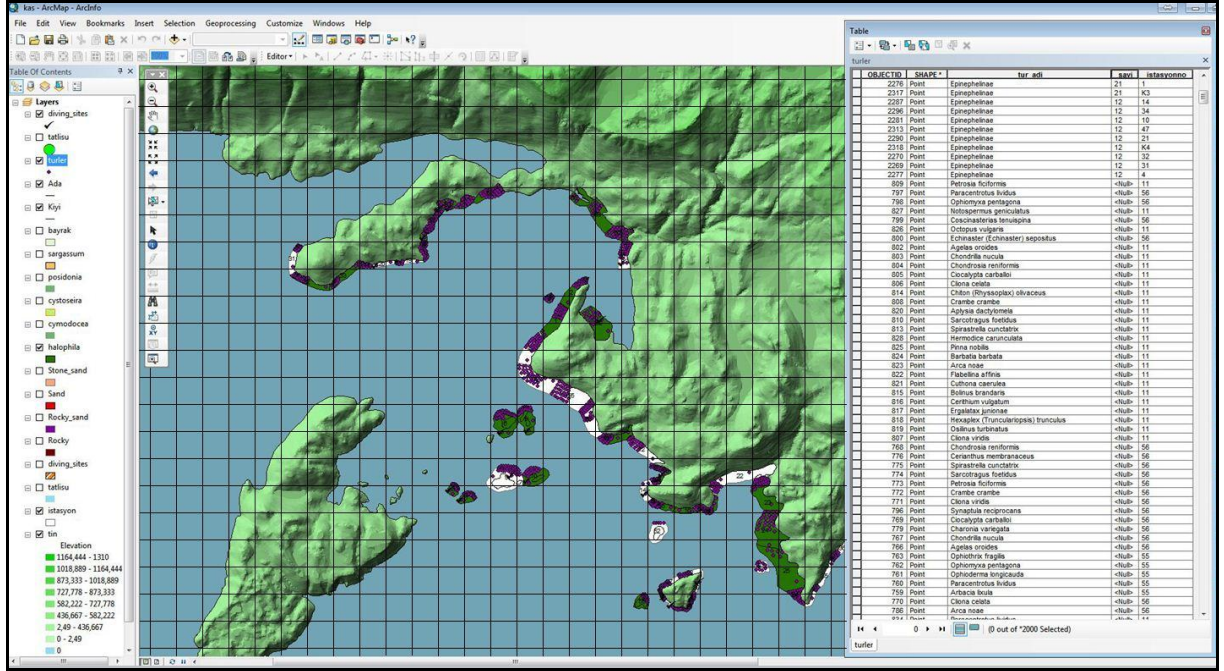 kas - ArcMap - ArcInfo
File Edit View Bookmarks Insert Selection Geoprocessing Customize Windows Help
Editor
Table Of Contents
Layers
diving_sites
tatlisu
turler
Ada
Kiyi
bayrak
sargassum
posidonia
cystoseira
cymodocea
halophila
Stone_sand
Sand
Rocky_sand
Rocky
diving_sites
tatlisu
istasyon
tin
Elevation
1164,444 - 1310
1018,889 - 1164,444
873,333 - 1018,889
727,778 - 873,333
582,222 - 727,778
436,667 - 582,222
2,49 - 436,667
0 - 2,49
0
22
Table
turler
OBJECTID SHAPE * tur_adi sayi istasyonno
2276 Point Epinephelinae 21 1
2317 Point Epinephelinae 21 K3
2287 Point Epinephelinae 12 14
2296 Point Epinephelinae 12 34
2281 Point Epinephelinae 12 10
2313 Point Epinephelinae 12 47
2290 Point Epinephelinae 12 21
2318 Point Epinephelinae 12 K4
2270 Point Epinephelinae 12 32
2269 Point Epinephelinae 12 31
2277 Point Epinephelinae 12 4
809 Point Petrosia ficiformis <Null> 11
797 Point Paracentrotus lividus <Null> 56
798 Point Ophiomyxa pentagona <Null> 56
827 Point Notospermus geniculatus <Null> 11
799 Point Coscinasterias tenuispina <Null> 56
826 Point Octopus vulgaris <Null> 11
800 Point Echinaster (Echinaster) sepositus <Null> 56
802 Point Agelas oroides <Null> 11
803 Point Chondrilla nucula <Null> 11
804 Point Chondrosia reniformis <Null> 11
805 Point Ciocalypta carballoi <Null> 11
806 Point Cliona celata <Null> 11
814 Point Chiton (Rhyssoplax) olivaceus <Null> 11
808 Point Crambe crambe <Null> 11
820 Point Aplysia dactylomela <Null> 11
810 Point Sarcotragus foetidus <Null> 11
813 Point Spirastrella cunctatrix <Null> 11
828 Point Hermodice carunculata <Null> 11
825 Point Pinna nobilis <Null> 11
824 Point Barbatia barbata <Null> 11
823 Point Arca noae <Null> 11
822 Point Flabellina affinis <Null> 11
821 Point Cuthona caerulea <Null> 11
815 Point Bolinus brandaris <Null> 11
816 Point Cerithium vulgatum <Null> 11
817 Point Ergalatax junionae <Null> 11
818 Point Hexaplex (Trunculariopsis) trunculus <Null> 11
819 Point Osilinus turbinatus <Null> 11
807 Point Cliona viridis <Null> 11
768 Point Chondrosia reniformis <Null> 56
776 Point Cerianthus membranaceus <Null> 56
775 Point Spirastrella cunctatrix <Null> 56
774 Point Sarcotragus foetidus <Null> 56
773 Point Petrosia ficiformis <Null> 56
772 Point Crambe crambe <Null> 56
771 Point Cliona viridis <Null> 56
796 Point Synaptula reciprocans <Null> 56
769 Point Ciocalypta carballoi <Null> 56
779 Point Charonia variegata <Null> 56
767 Point Chondrilla nucula <Null> 56
766 Point Agelas oroides <Null> 56
763 Point Ophiothrix fragilis <Null> 55
762 Point Ophiomyxa pentagona <Null> 55
761 Point Ophioderma longicauda <Null> 55
760 Point Paracentrotus lividus <Null> 55
759 Point Arbacia lixula <Null> 55
770 Point Cliona celata <Null> 56
786 Point Arca noae <Null> 56
0 (0 out of *2000 Selected)
turler